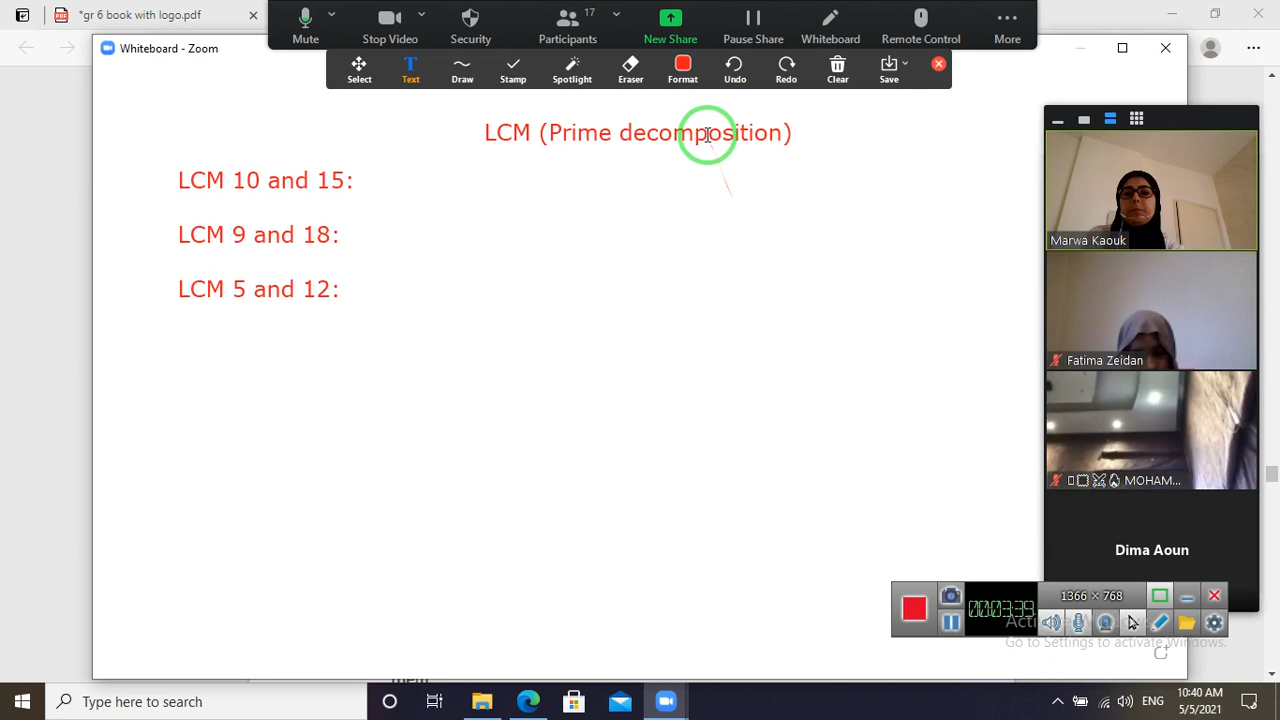 *gr 6 book with logo.pdf
Mute
Stop Video
Security
17
Participants
New Share
Pause Share
Whiteboard
Remote Control
More
Whiteboard - Zoom
Select
Text
Draw
Stamp
Spotlight
Eraser
Format
Undo
Redo
Clear
Save
LCM (Prime decomposition)
LCM 10 and 15:
LCM 9 and 18:
LCM 5 and 12:
Marwa Kaouk
Fatima Zeidan
MOHAM...
Dima Aoun
000:03:39
1366 × 768
Go to Settings to activate Windows.
Type here to search
ENG
10:40 AM
5/5/2021